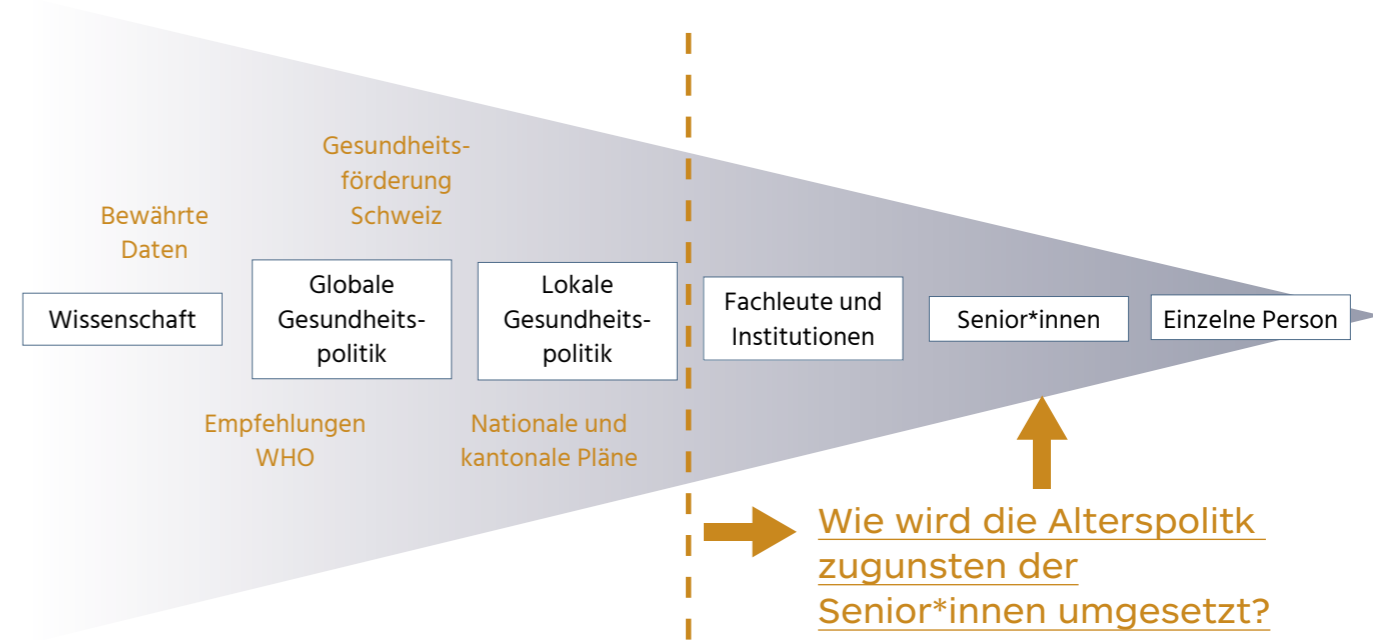 Gesundheits-
förderung
Schweiz
Bewährte
Daten
Wissenschaft
Globale
Gesundheits-
politik
Lokale
Gesundheits-
politik
Fachleute und
Institutionen
Senior*innen
Einzelne Person
Empfehlungen
WHO
Nationale und
kantonale Pläne
Wie wird die Alterspolitk
zugunsten der
Senior*innen umgesetzt?